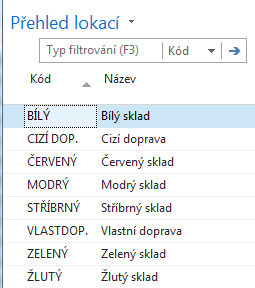 Přehled lokací
Typ filtrování (F3) Kód
Kód Název
BÍLÝ Bílý sklad
CIZÍ DOP. Cizí doprava
ČERVENÝ Červený sklad
MODRÝ Modrý sklad
STŘÍBRNÝ Stříbrný sklad
VLASTDOP. Vlastní doprava
ZELENÝ Zelený sklad
ŽLUTÝ Žlutý sklad